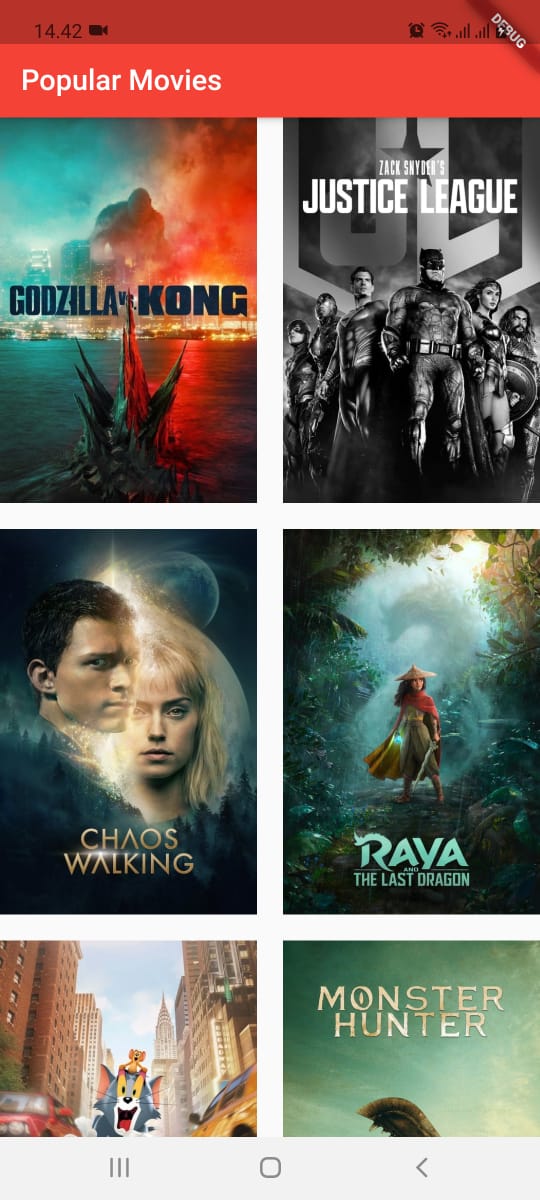 14.42
DEBUG
Popular Movies
GODZILLA VS. KONG
ZACK SNYDER'S
JUSTICE LEAGUE
CHAOS
WALKING
RAYA
AND
THE LAST DRAGON
MONSTER
HUNTER